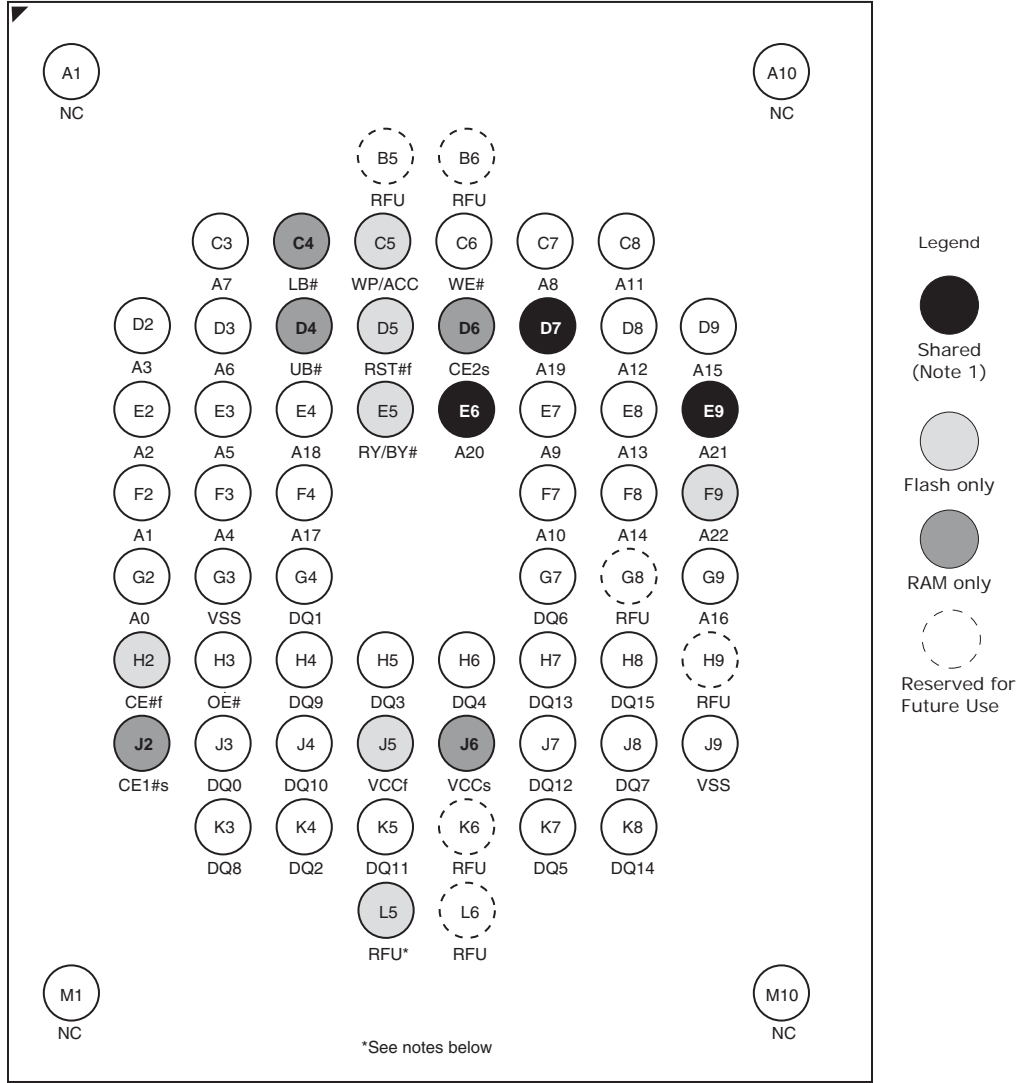 A1 A10
NC NC
B5 B6
RFU RFU
C3 C4 C5 C6 C7 C8
A7 LB# WP/ACC WE# A8 A11
D2 D3 D4 D5 D6 D7 D8 D9
A3 A6 UB# RST#f CE2s A19 A12 A15
E2 E3 E4 E5 E6 E7 E8 E9
A2 A5 A18 RY/BY# A20 A9 A13 A21
F2 F3 F4 F7 F8 F9
A1 A4 A17 A10 A14 A22
G2 G3 G4 G7 G8 G9
A0 VSS DQ1 DQ6 RFU A16
H2 H3 H4 H5 H6 H7 H8 H9
CE#f OE# DQ9 DQ3 DQ4 DQ13 DQ15 RFU
J2 J3 J4 J5 J6 J7 J8 J9
CE1#s DQ0 DQ10 VCCf VCCs DQ12 DQ7 VSS
K3 K4 K5 K6 K7 K8
DQ8 DQ2 DQ11 RFU DQ5 DQ14
L5 L6
RFU* RFU
M1 M10
NC NC
*See notes below
Legend
Shared
(Note 1)
Flash only
RAM only
Reserved for
Future Use